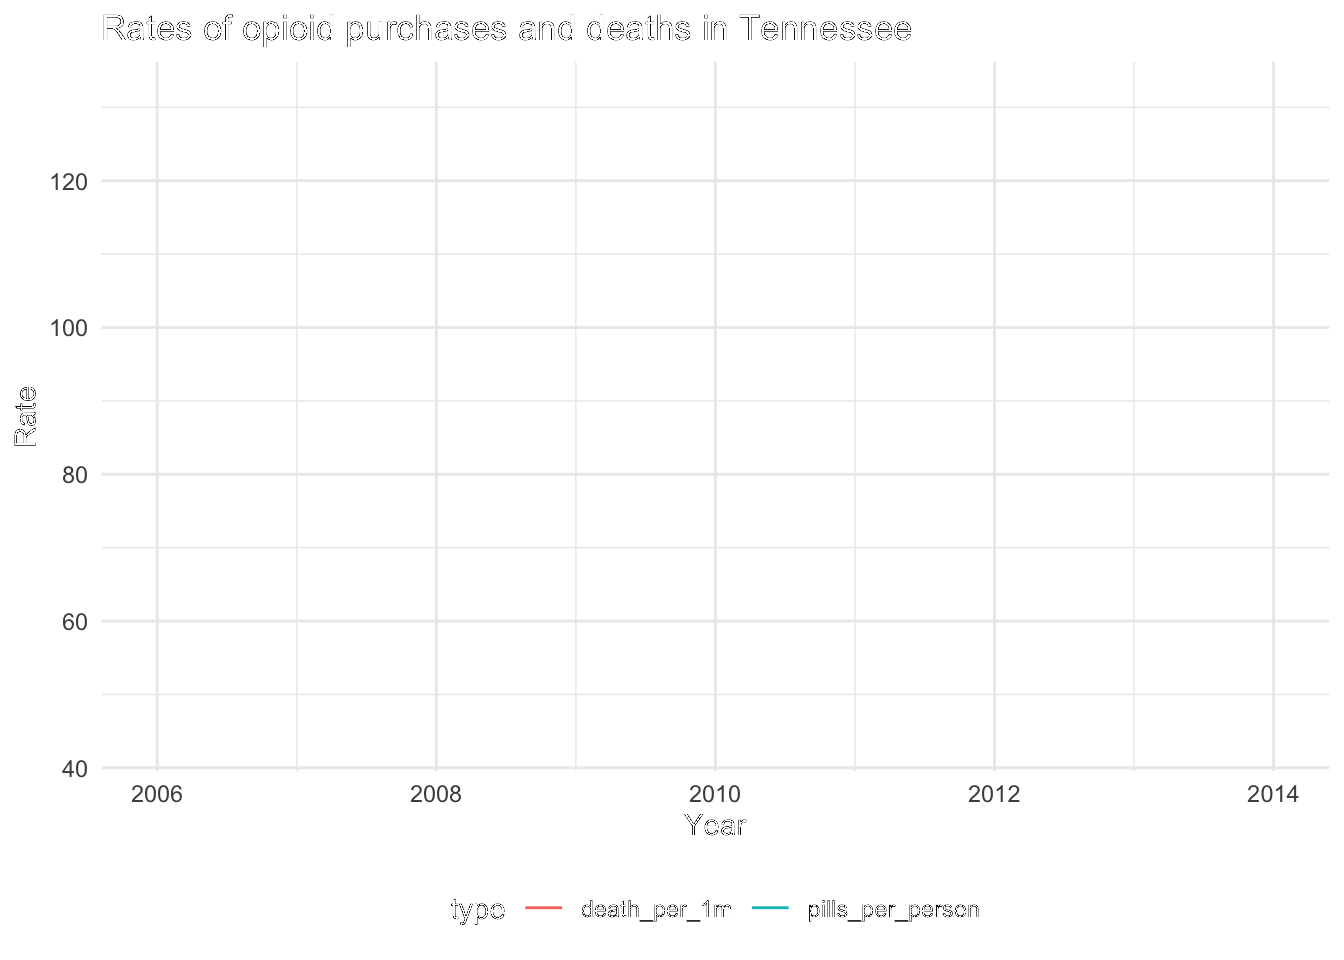 Rates of opioid purchases and deaths in Tennessee
120
100
80
60
40
Rate
2006 2008 2010 2012 2014
Year
type death_per_1m pills_per_person